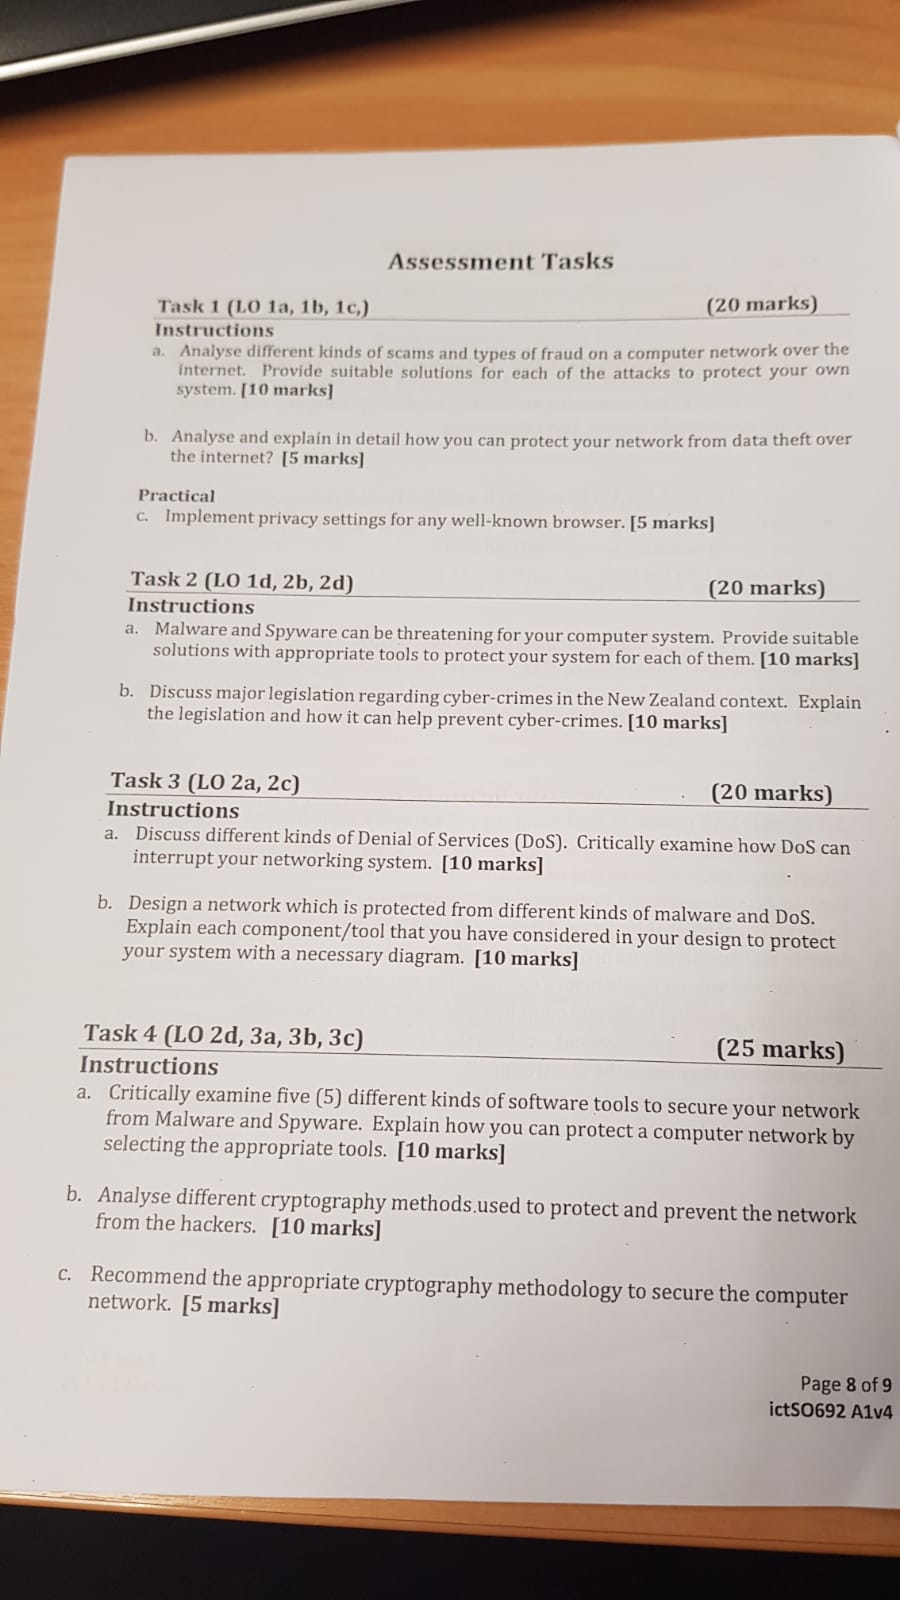 Assessment Tasks
Task 1 (LO 1a, 1b, 1c,) (20 marks)
Instructions
a. Analyse different kinds of scams and types of fraud on a computer network over the
internet. Provide suitable solutions for each of the attacks to protect your own
system. [10 marks]
b. Analyse and explain in detail how you can protect your network from data theft over
the internet? [5 marks]
Practical
c. Implement privacy settings for any well-known browser. [5 marks]
Task 2 (LO 1d, 2b, 2d) (20 marks)
Instructions
a. Malware and Spyware can be threatening for your computer system. Provide suitable
solutions with appropriate tools to protect your system for each of them. [10 marks]
b. Discuss major legislation regarding cyber-crimes in the New Zealand context. Explain
the legislation and how it can help prevent cyber-crimes. [10 marks]
Task 3 (LO 2a, 2c) (20 marks)
Instructions
a. Discuss different kinds of Denial of Services (DoS). Critically examine how DoS can
interrupt your networking system. [10 marks]
b. Design a network which is protected from different kinds of malware and DoS.
Explain each component/tool that you have considered in your design to protect
your system with a necessary diagram. [10 marks]
Task 4 (LO 2d, 3a, 3b, 3c) (25 marks)
Instructions
a. Critically examine five (5) different kinds of software tools to secure your network
from Malware and Spyware. Explain how you can protect a computer network by
selecting the appropriate tools. [10 marks]
b. Analyse different cryptography methods used to protect and prevent the network
from the hackers. [10 marks]
c. Recommend the appropriate cryptography methodology to secure the computer
network. [5 marks]
Page 8 of 9
ictSO692 A1v4